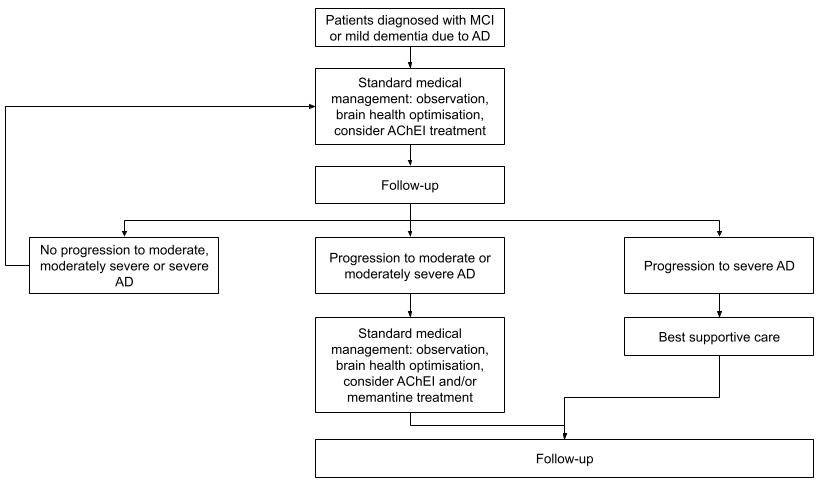 Patients diagnosed with MCI
or mild dementia due to AD
Standard medical
management: observation,
brain health optimisation,
consider AChEI treatment
Follow-up
No progression to moderate,
moderately severe or severe
AD
Progression to moderate or
moderately severe AD
Progression to severe AD
Standard medical
management: observation,
brain health optimisation,
consider AChEI and/or
memantine treatment
Best supportive care
Follow-up